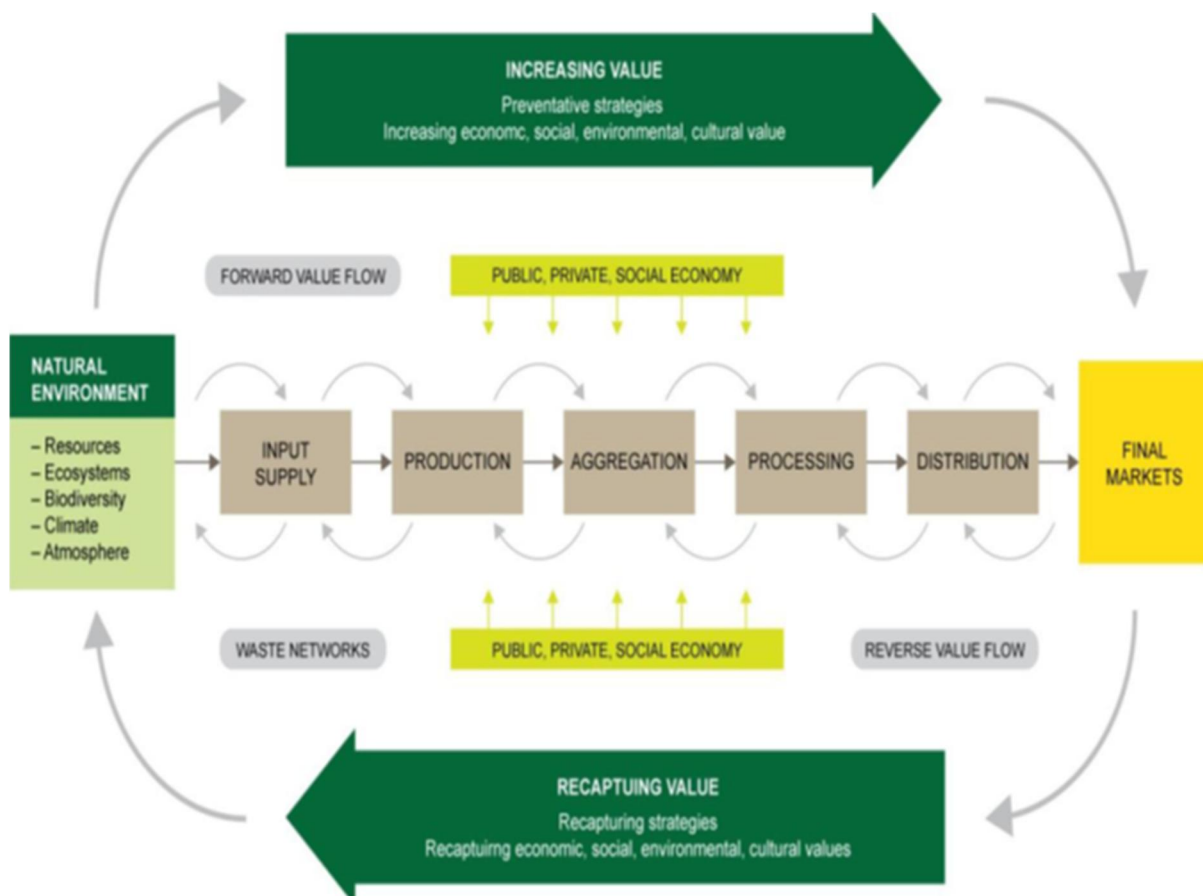 INCREASING VALUE
Preventative strategies
Increasing economc, social, environmental, cultural value
FORWARD VALUE FLOW
PUBLIC, PRIVATE, SOCIAL ECONOMY
NATURAL
ENVIRONMENT
– Resources
– Ecosystems
– Biodiversity
– Climate
– Atmosphere
INPUT
SUPPLY
PRODUCTION
AGGREGATION
PROCESSING
DISTRIBUTION
FINAL
MARKETS
WASTE NETWORKS
PUBLIC, PRIVATE, SOCIAL ECONOMY
REVERSE VALUE FLOW
RECAPTUING VALUE
Recapturing strategies
Recaptuirng economic, social, environmental, cultural values